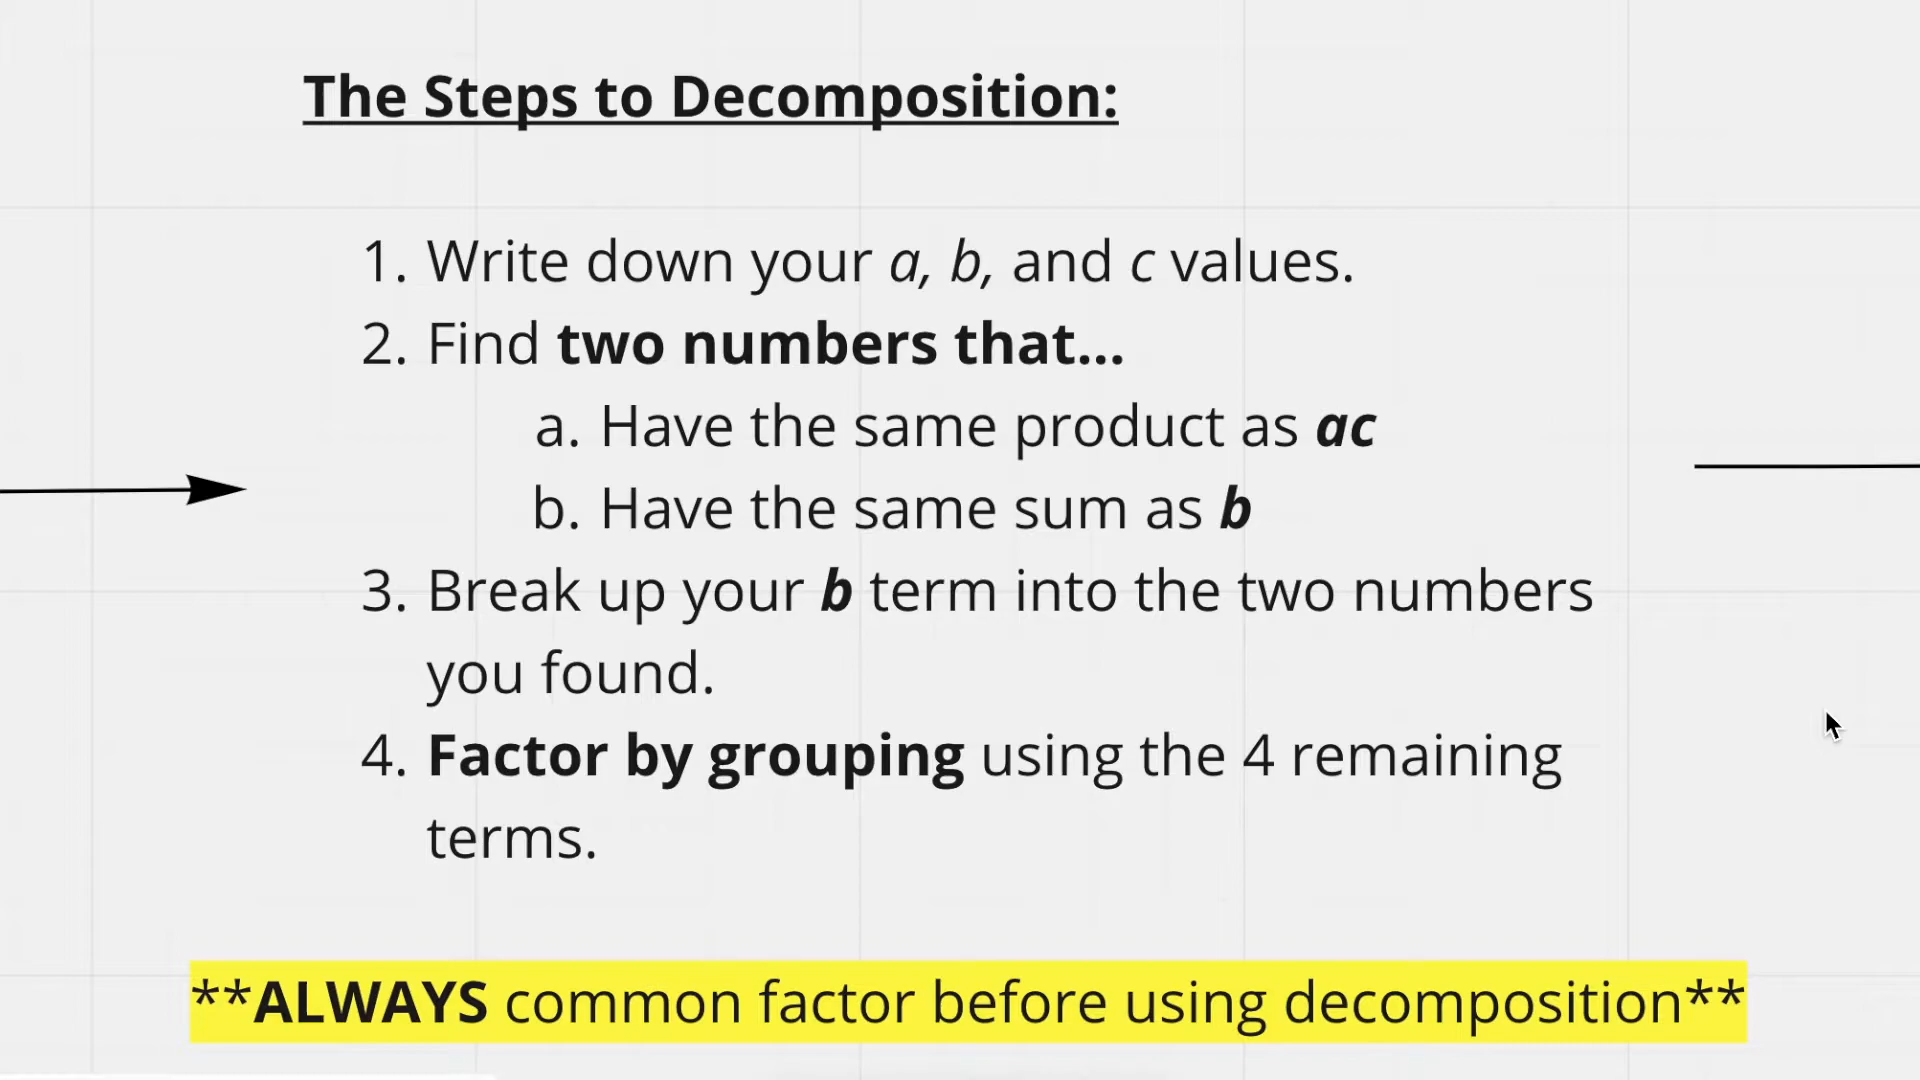 The Steps to Decomposition:
1. Write down your a, b, and c values.
2. Find two numbers that...
a. Have the same product as ac
b. Have the same sum as b
3. Break up your b term into the two numbers
you found.
4. Factor by grouping using the 4 remaining
terms.
**ALWAYS common factor before using decomposition**